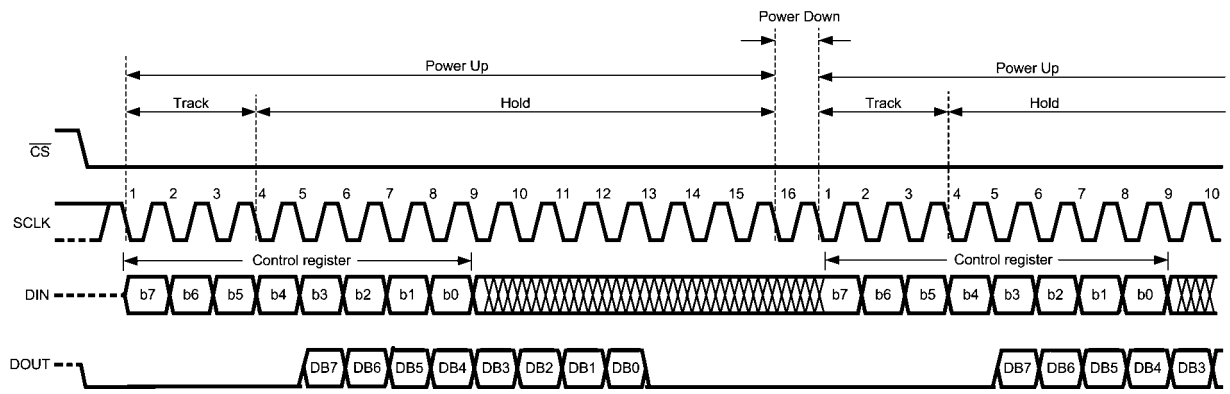 Power Down
Power Up
Power Up
Track
Hold
Track
Hold
CS
1 2 3 4 5 6 7 8 9 10 11 12 13 14 15 16 1 2 3 4 5 6 7 8 9 10
SCLK
Control register
Control register
DIN
b7 b6 b5 b4 b3 b2 b1 b0 b7 b6 b5 b4 b3 b2 b1 b0
DOUT
DB7 DB6 DB5 DB4 DB3 DB2 DB1 DB0 DB7 DB6 DB5 DB4 DB3